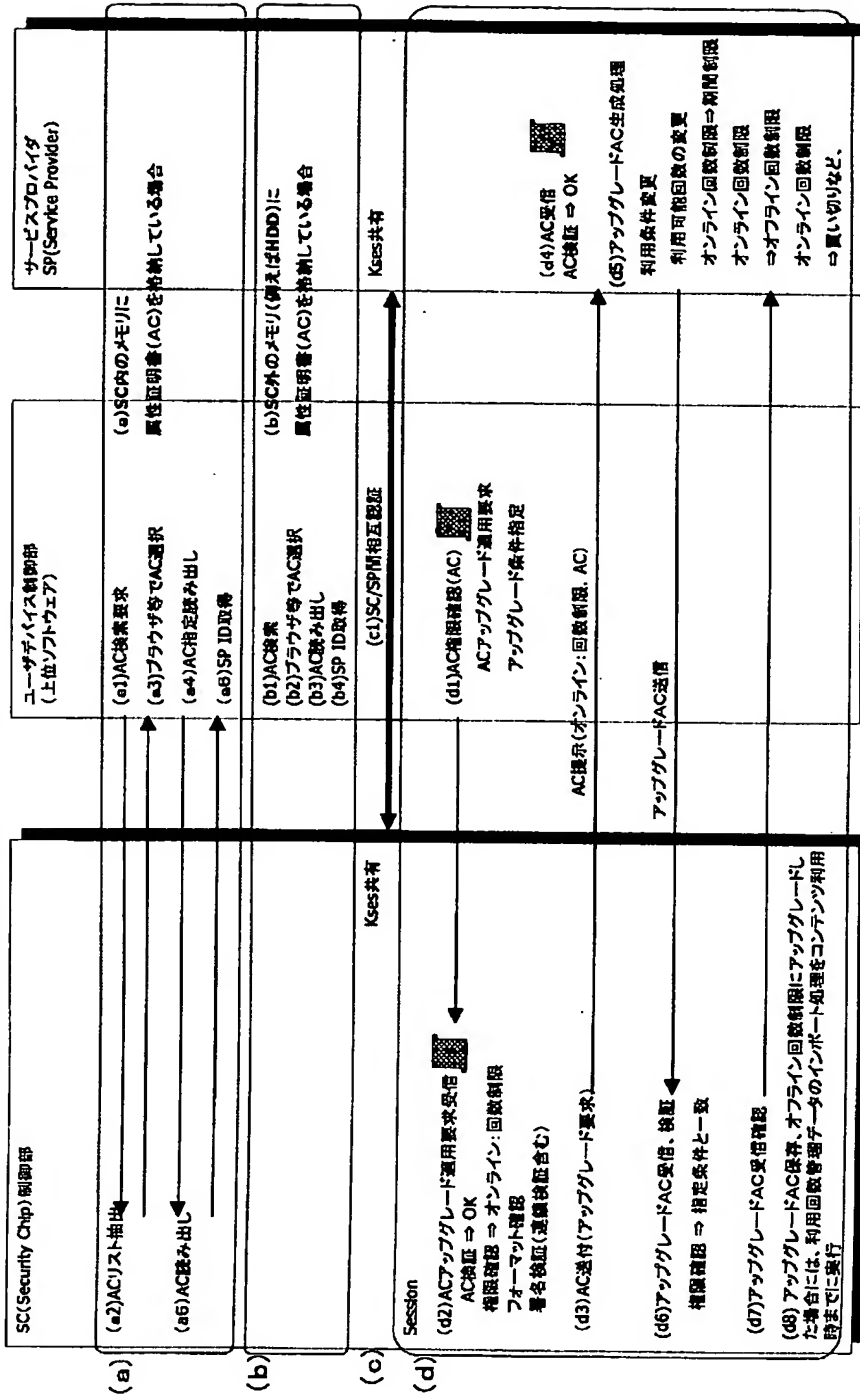 SC(Security Chip)制御部
ユーザデバイス制御部
(上位ソフトウェア)
サービスプロバイダ
SP(Service Provider)
(a)
(a1)AC検索要求
(a2)ACリスト抽出
(a3)ブラウザ等でAC選択
(a4)AC指定読み出し
(a6)AC読み出し
(a6)SP ID取得
(a)SC内のメモリに
属性証明書(AC)を格納している場合
(b)
(b1)AC検索
(b2)ブラウザ等でAC選択
(b3)AC読み出し
(b4)SP ID取得
(b)SC外のメモリ(例えばHDD)に
属性証明書(AC)を格納している場合
(c)
Kses共有
(c1)SC/SP間相互認証
Kses共有
(d)
Session
(d1)AC権限確認(AC)
ACアップグレード適用要求
アップグレード条件指定
(d2)ACアップグレード適用要求受信
AC検証 ⇒ OK
権限確認 ⇒ オンライン:回数制限
フォーマット確認
署名検証(連鎖検証含む)
(d3)AC送付(アップグレード要求)
AC提示(オンライン:回数制限、AC)
(d4)AC受信
AC検証 ⇒ OK
(d5)アップグレードAC生成処理
利用条件変更
利用可能回数の変更
オンライン回数制限⇒期間制限
オンライン回数制限
⇒オフライン回数制限
オンライン回数制限
⇒買い切りなど、
アップグレードAC送信
(d6)アップグレードAC受信、検証
権限確認 ⇒ 指定条件と一致
(d7)アップグレードAC受信確認
(d8) アップグレードAC保存、オフライン回数制限にアップグレードし
た場合には、利用回数管理データのインポート処理をコンテンツ利用
時までに実行